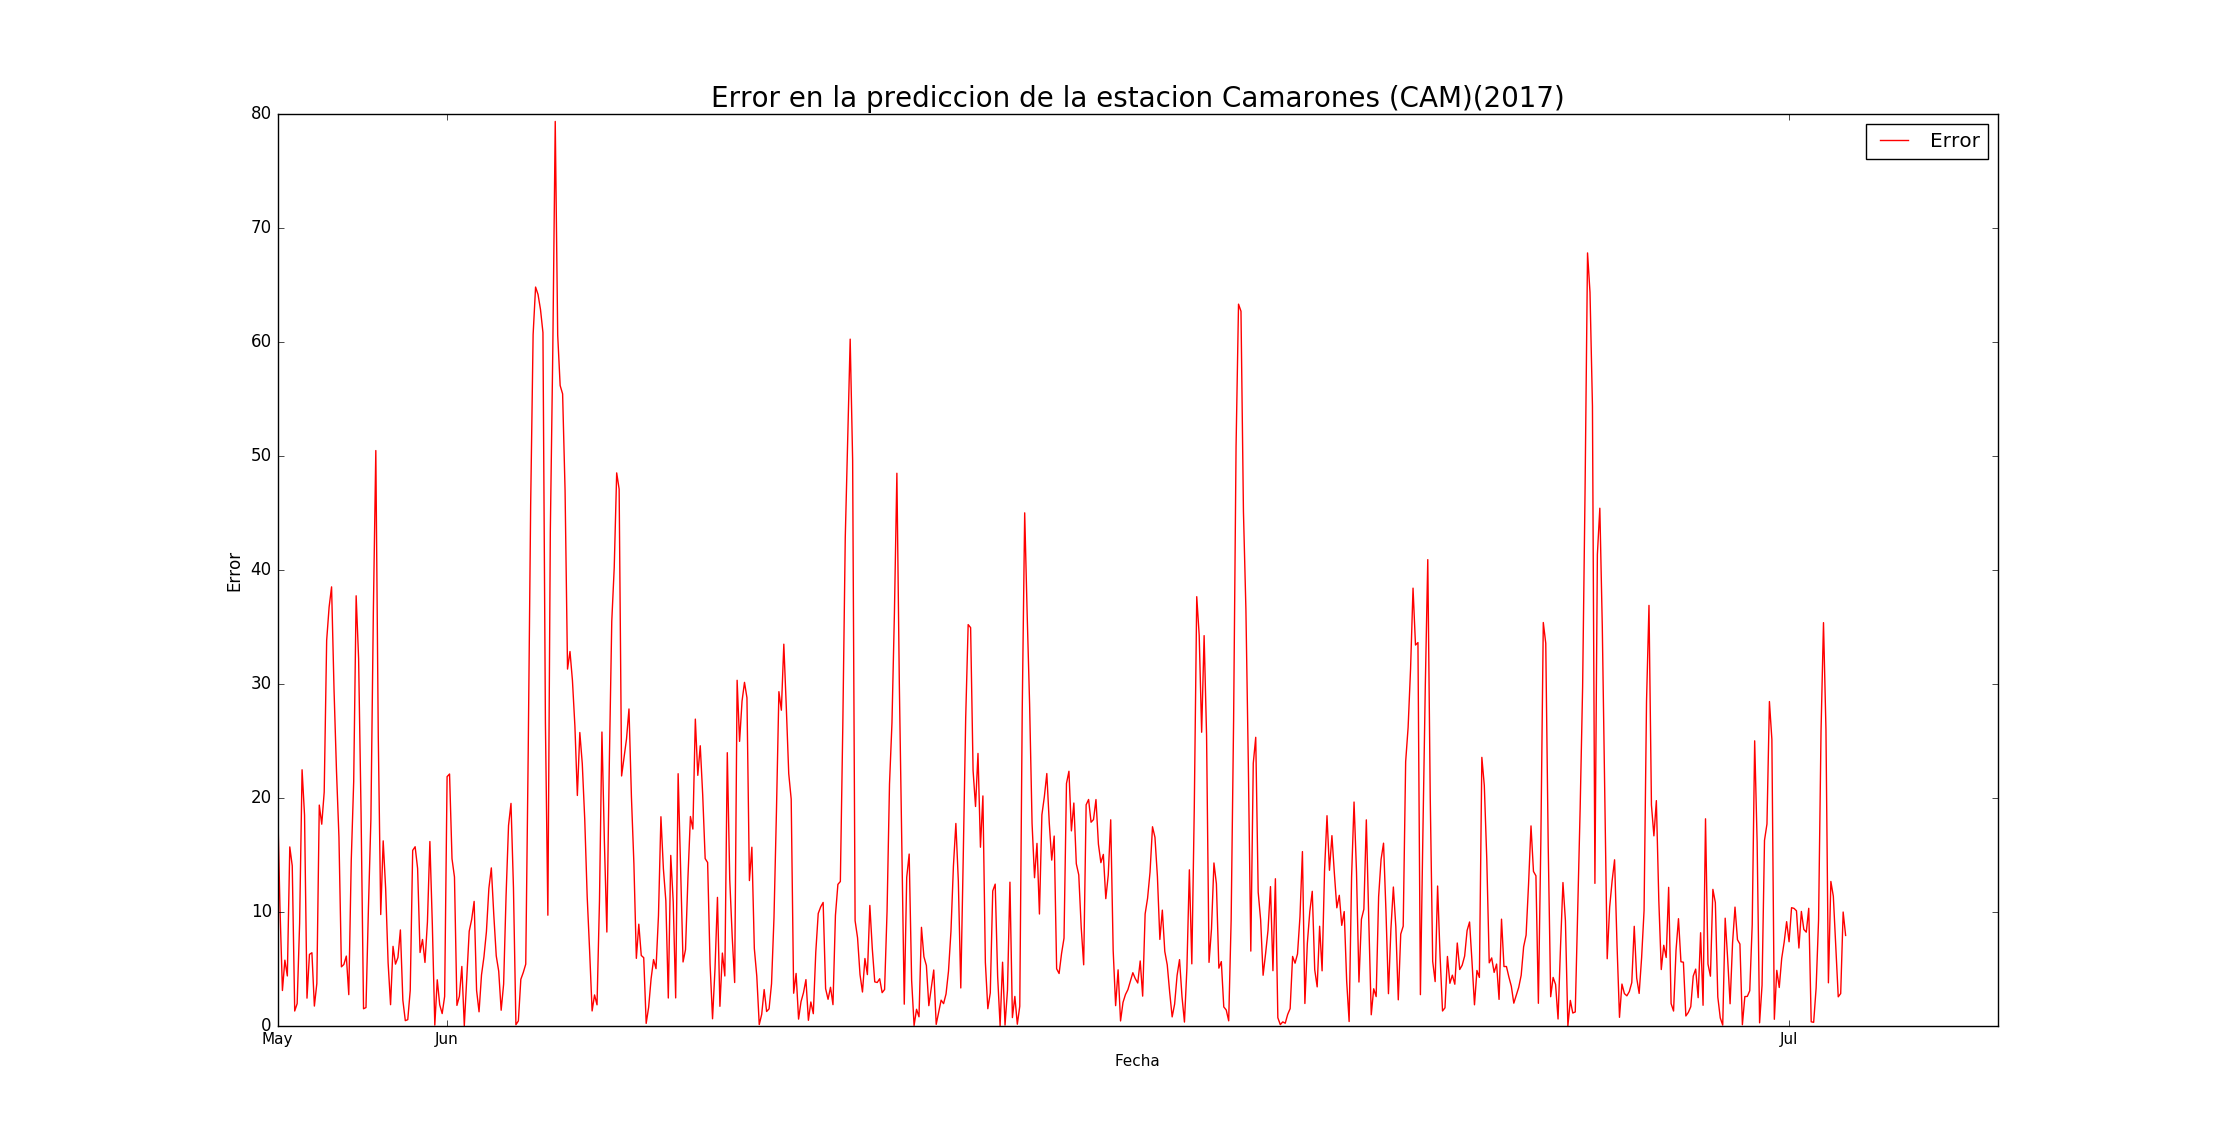 Error en la prediccion de la estacion Camarones (CAM)(2017)
80
Error
70
60
50
40
30
20
10
0
Error
May
Jun
Jul
Fecha